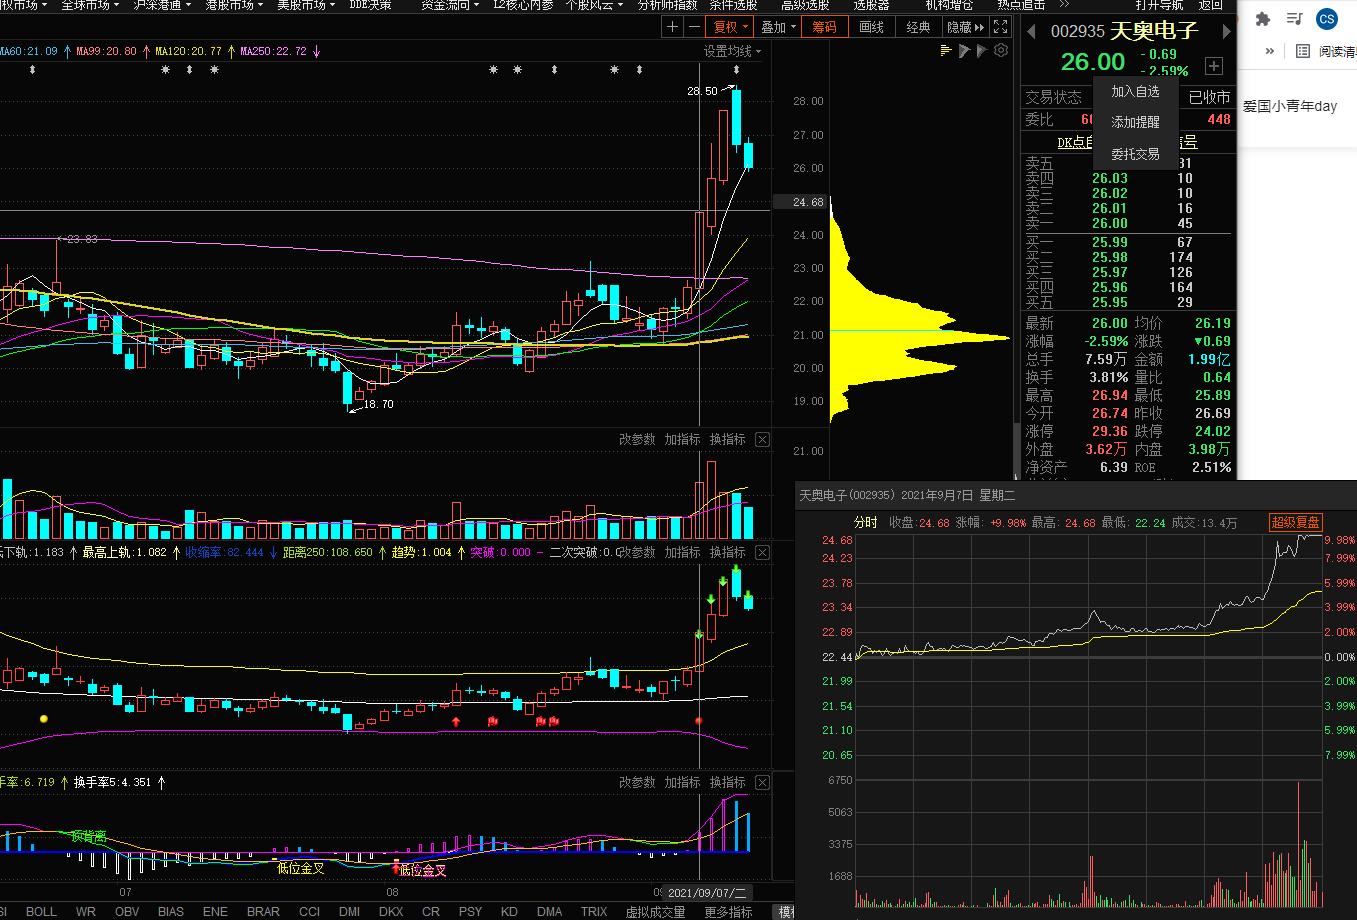 权市场 全球市场 沪深港通 港股市场 美股市场 DDE决策 资金流向 L2核心内参 个股风云 分析师指数 条件选股 高级选股 选股器 机构增仓 热点追击 >> 打开导航 返回
+ − 复权 叠加 筹码 画线 经典 隐藏
MA60:21.09 ↑ MA99:20.80 ↑ MA120:20.77 ↑ MA250:22.72 ↓
设置均线
28.50
23.83
18.70
28.00
27.00
26.00
24.68
24.00
23.00
22.00
21.00
20.00
19.00
改参数 加指标 换指标
21.00
下轨:1.183 ↑ 最高上轨:1.082 ↑ 收缩率:82.444 ↓ 距离250:108.650 ↑ 趋势:1.004 ↑ 突破:0.000 − 二次突破:0.0
改参数 加指标 换指标
手率:6.719 ↑ 换手率5:4.351 ↑
改参数 加指标 换指标
顶背离
低位金叉
低位金叉
07 08 09 2021/09/07/二
SI BOLL WR OBV BIAS ENE BRAR CCI DMI DKX CR PSY KD DMA TRIX 虚拟成交量 更多指标 模
002935 天奥电子
26.00 -0.69
-2.59%
加入自选
添加提醒
委托交易
交易状态 已收市
委比 448
DK点
号
卖五 31
卖四 26.03 10
卖三 26.02 10
卖二 26.01 16
卖一 26.00 45
买一 25.99 67
买二 25.98 174
买三 25.97 126
买四 25.96 164
买五 25.95 29
最新 26.00 均价 26.19
涨幅 -2.59% 涨跌 ▼0.69
总手 7.59万 金额 1.99亿
换手 3.81% 量比 0.64
最高 26.94 最低 25.89
今开 26.74 昨收 26.69
涨停 29.36 跌停 24.02
外盘 3.62万 内盘 3.98万
净资产 6.39 ROE 2.51%
CS
» 阅读清
爱国小青年day
天奥电子(002935) 2021年9月7日 星期二
分时 收盘:24.68 涨幅: +9.98% 最高: 24.68 最低: 22.24 成交:13.4万 超级复盘
24.68 9.98%
24.23 7.99%
23.78 5.99%
23.34 3.99%
22.89 2.00%
22.44 0.00%
21.99 2.00%
21.54 3.99%
21.10 5.99%
20.65 7.99%
6750
5063
3375
1688